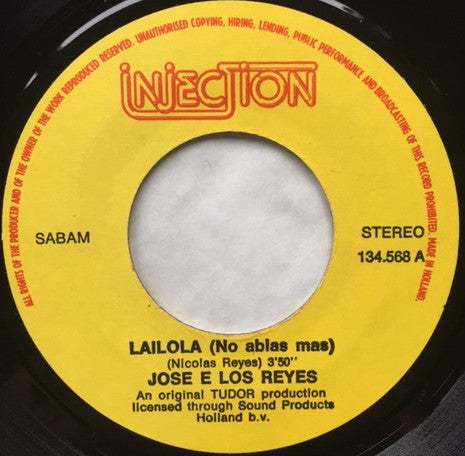 ALL RIGHTS OF THE PRODUCER AND OF THE OWNER OF THE WORK REPRODUCED RESERVED. UNAUTHORISED COPYING, HIRING, LENDING, PUBLIC PERFORMANCE AND BROADCASTING OF THIS RECORD PROHIBITED. MADE IN HOLLAND.
INJECTION
SABAM
STEREO
134.568 A
LAILOLA (No ablas mas)
(Nicolas Reyes) 3'50''
JOSE E LOS REYES
An original TUDOR production
licensed through Sound Products
Holland b.v.